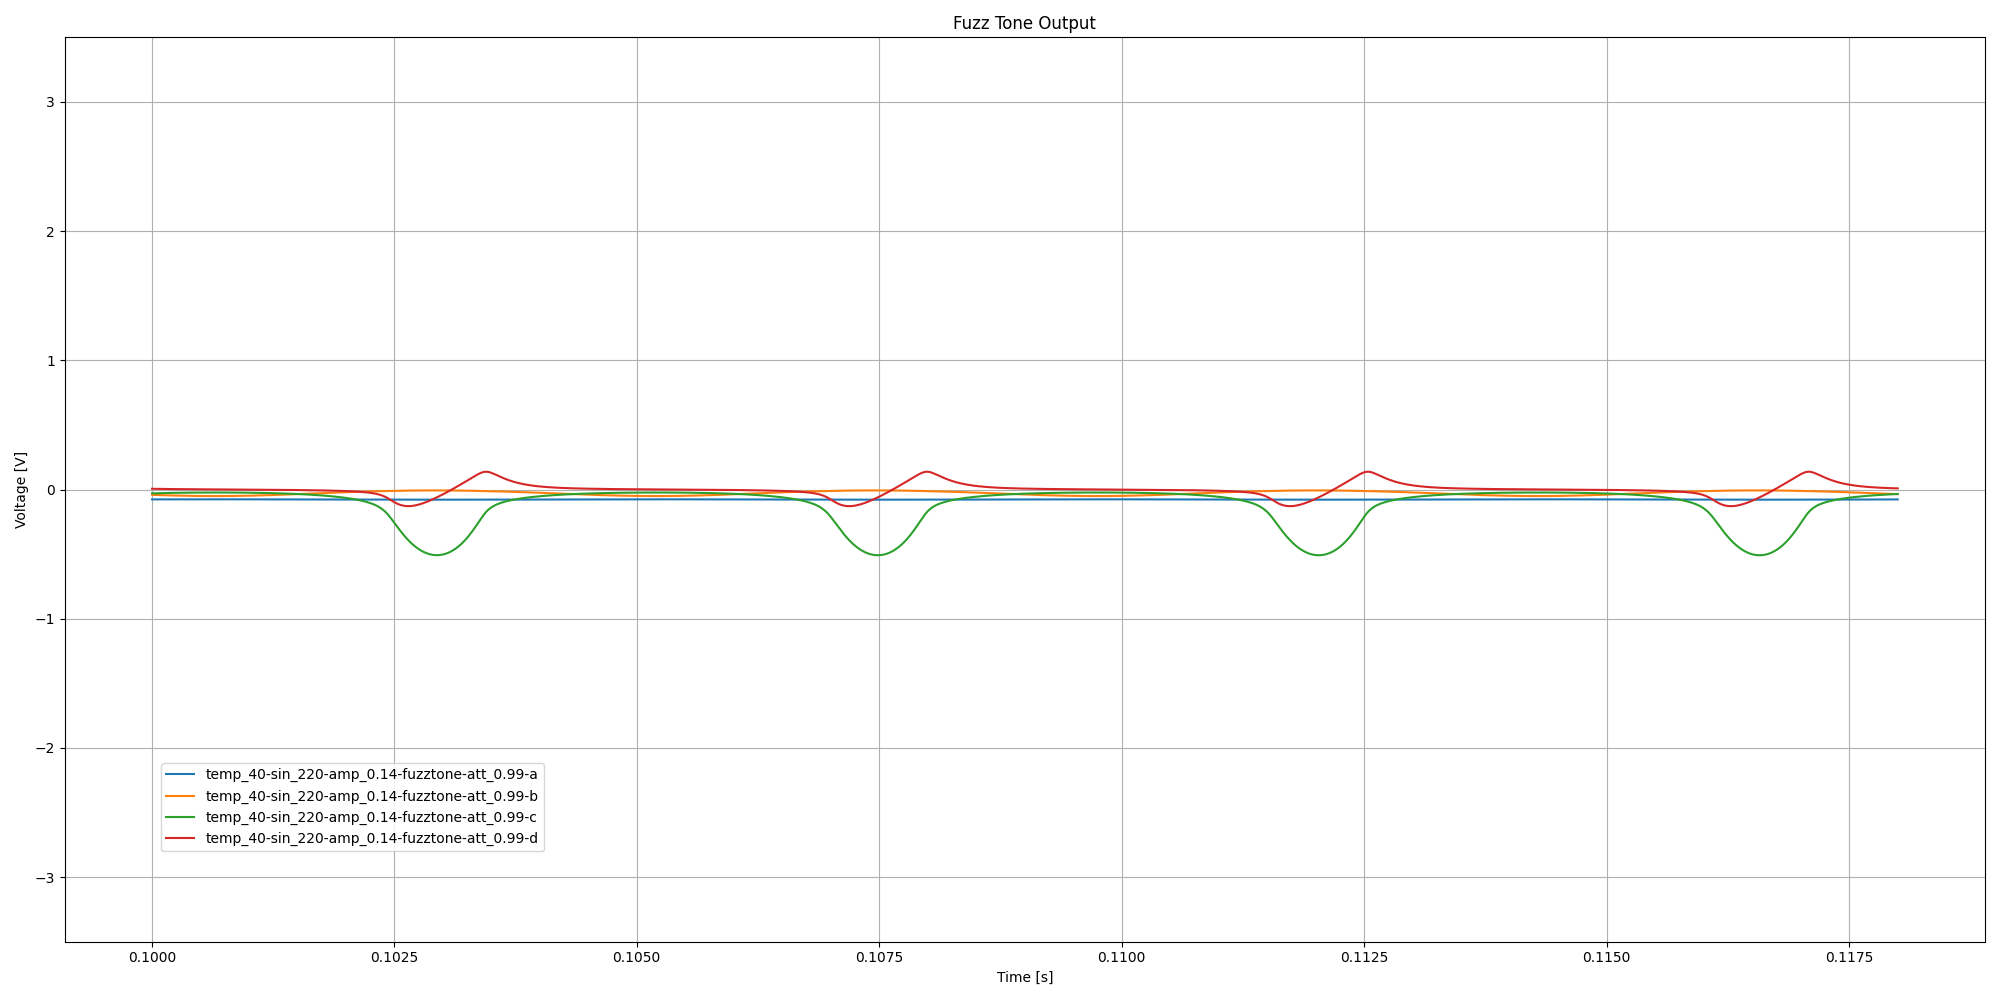 Fuzz Tone Output
Voltage [V]
3
2
1
0
−1
−2
−3
temp_40-sin_220-amp_0.14-fuzztone-att_0.99-a
temp_40-sin_220-amp_0.14-fuzztone-att_0.99-b
temp_40-sin_220-amp_0.14-fuzztone-att_0.99-c
temp_40-sin_220-amp_0.14-fuzztone-att_0.99-d
0.1000 0.1025 0.1050 0.1075 0.1100 0.1125 0.1150 0.1175
Time [s]